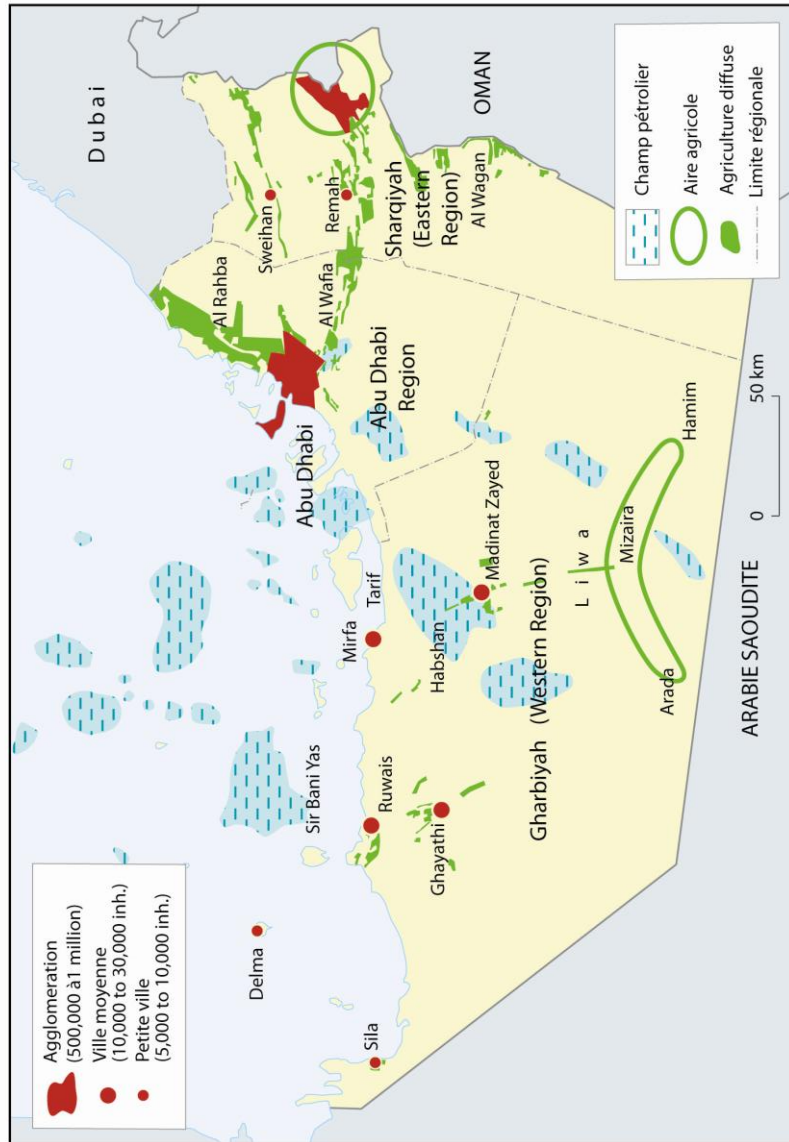 Agglomeration
(500,000 à1 million)
Ville moyenne
(10,000 to 30,000 inh.)
Petite ville
(5,000 to 10,000 inh.)
Dubai
Sweihan
Al Rahba
Remah
Al Wafia
Sharqiyah
(Eastern
Region)
OMAN
Al Wagan
Abu Dhabi
Abu Dhabi
Region
Delma
Sir Bani Yas
Mirfa
Tarif
Sila
Ruwais
Ghayathi
Habshan
Madinat Zayed
Gharbiyah (Western Region)
Liwa
Mizaira
Arada
Hamim
ARABIE SAOUDITE
0
50 km
Champ pétrolier
Aire agricole
Agriculture diffuse
Limite régionale